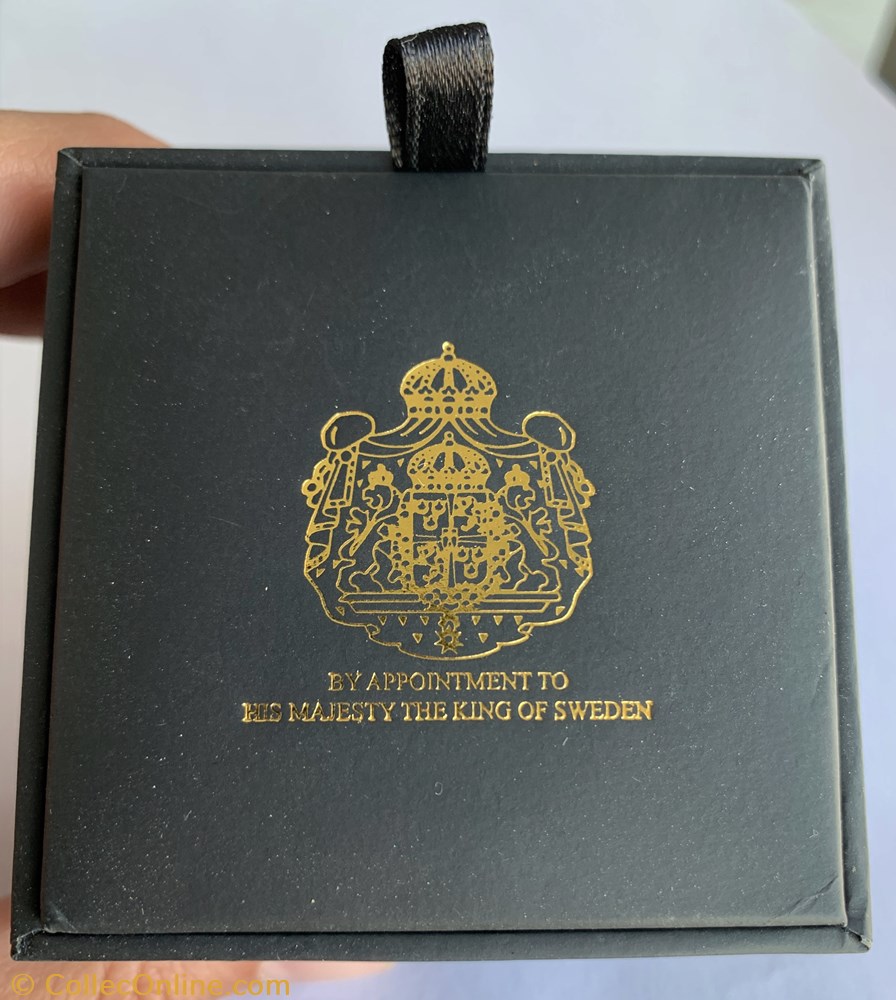 BY APPOINTMENT TO
HIS MAJESTY THE KING OF SWEDEN
© CollecOnline.com